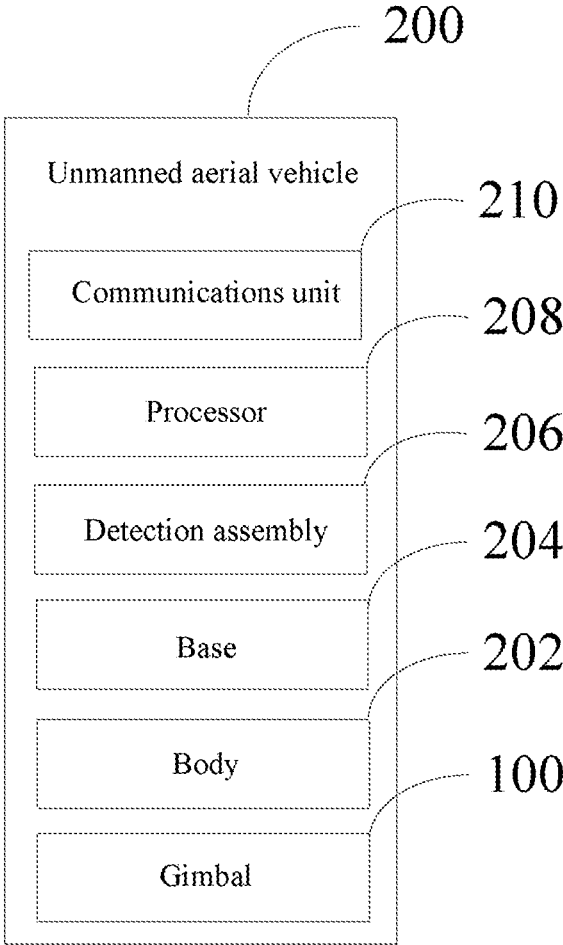 200
Unmanned aerial vehicle
210
Communications unit
208
Processor
206
Detection assembly
204
Base
202
Body
100
Gimbal